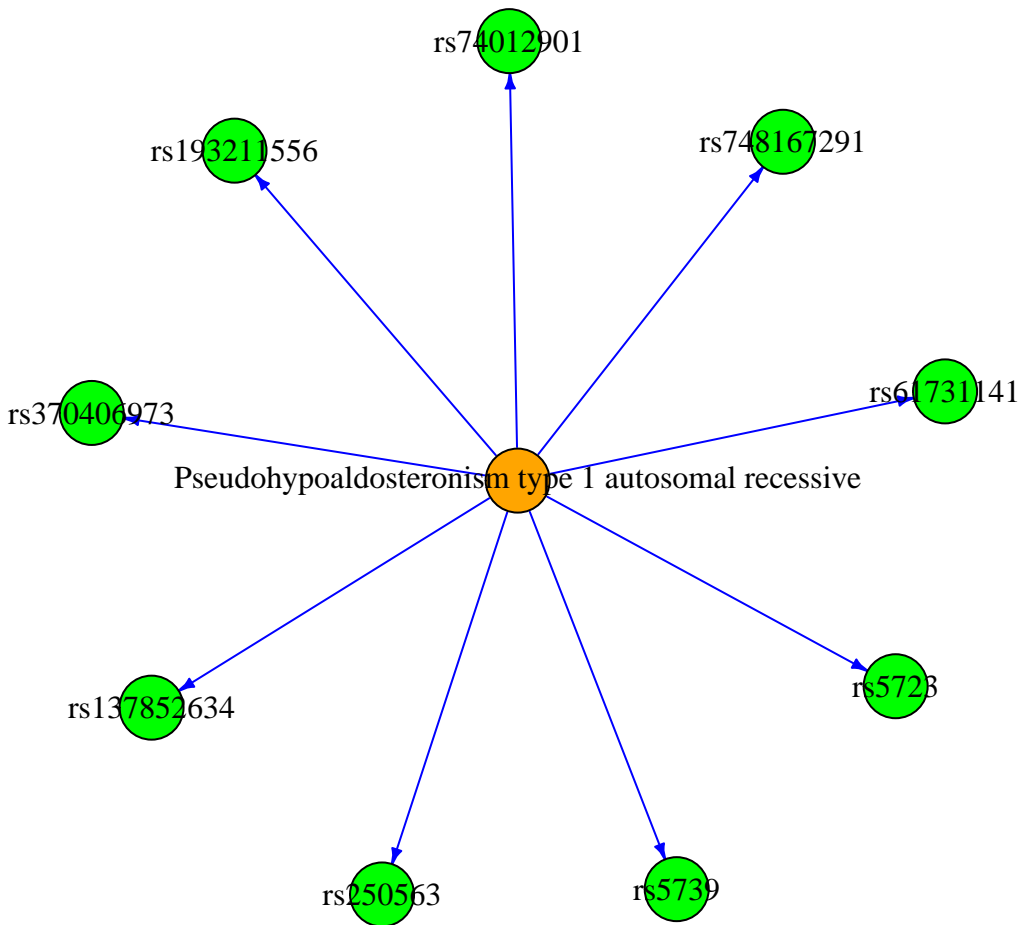 rs74012901
rs748167291
rs193211556
rs61731141
rs370406973
Pseudohypoaldosteronism type 1 autosomal recessive
rs5723
rs137852634
rs5739
rs250563